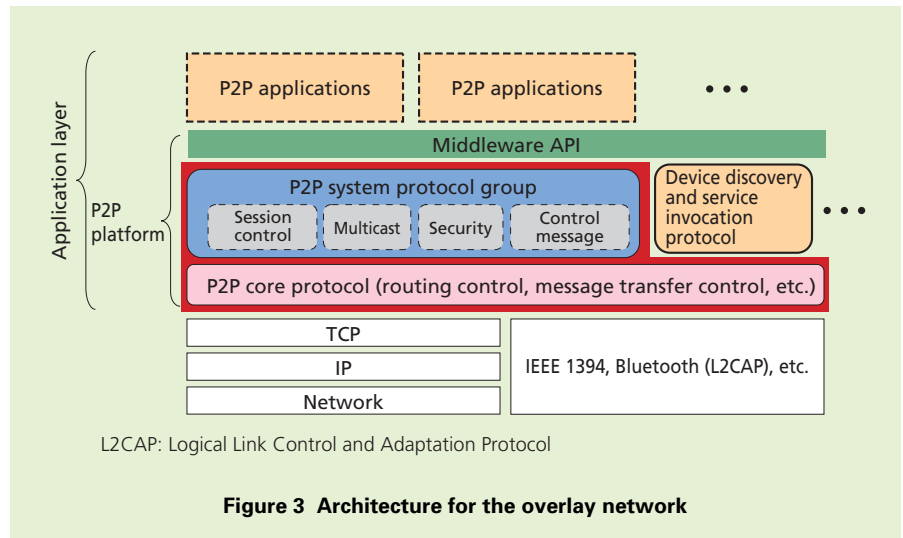 Application layer
P2P
platform
P2P applications
P2P applications
• • •
Middleware API
P2P system protocol group
Session
control
Multicast
Security
Control
message
Device discovery
and service
invocation
protocol
• • •
P2P core protocol (routing control, message transfer control, etc.)
TCP
IP
Network
IEEE 1394, Bluetooth (L2CAP), etc.
L2CAP: Logical Link Control and Adaptation Protocol
Figure 3 Architecture for the overlay network